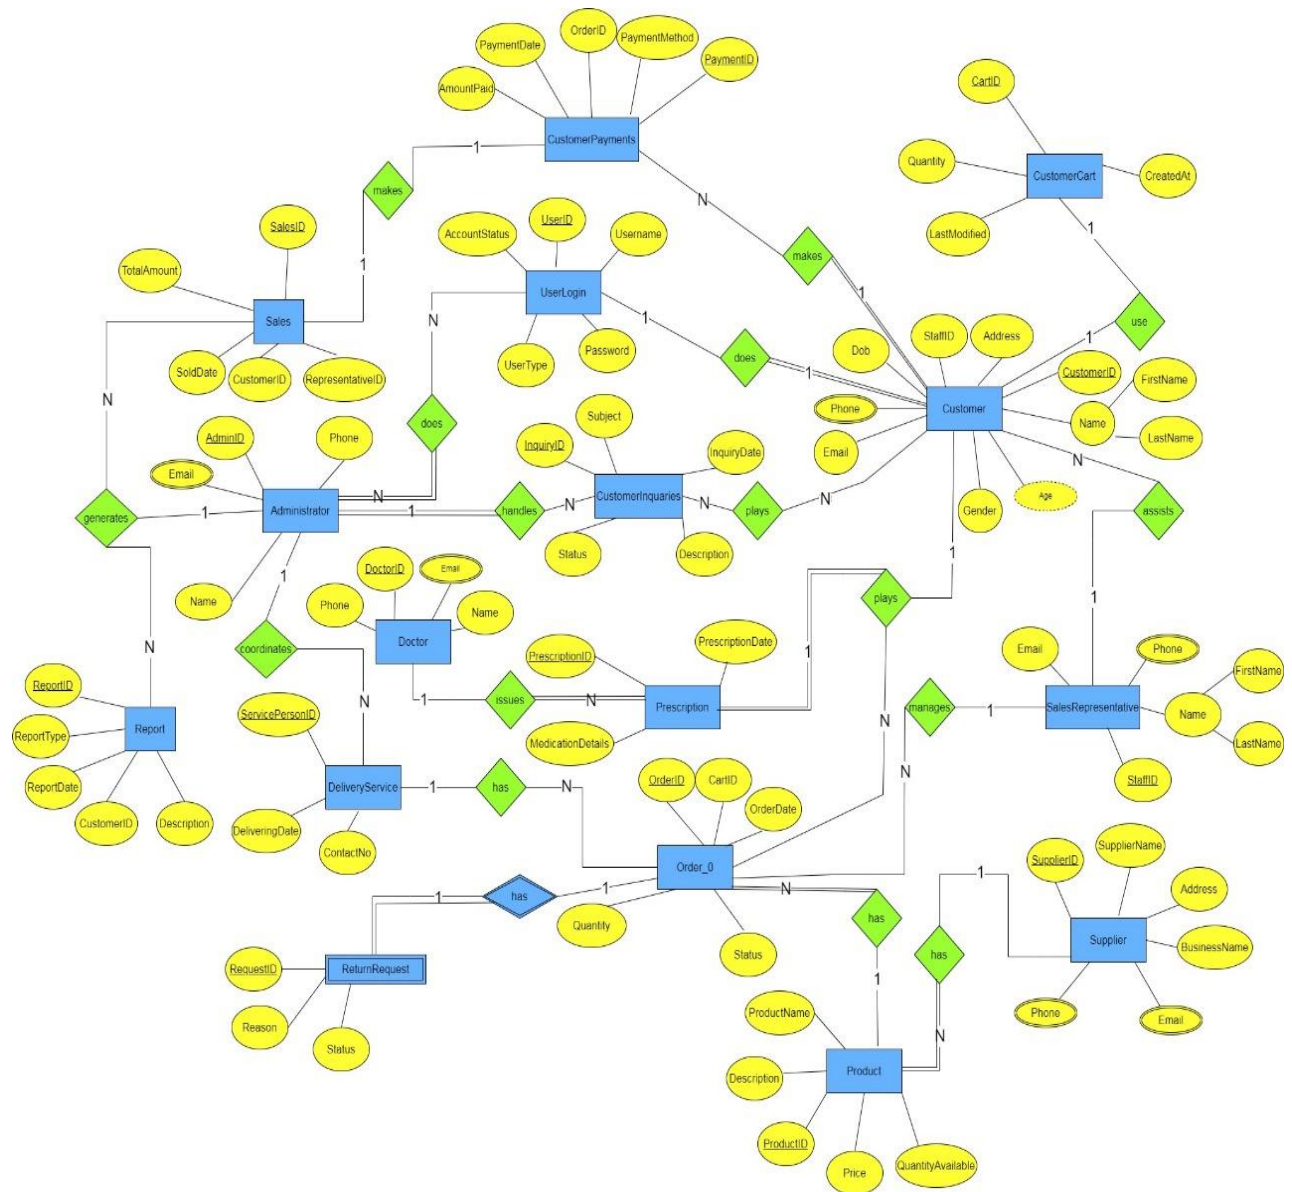 OrderID
PaymentMethod
PaymentDate
PaymentID
AmountPaid
CustomerPayments
1
makes
N
CartID
Quantity
CustomerCart
CreatedAt
LastModified
1
SalesID
1
TotalAmount
Sales
SoldDate
CustomerID
RepresentativeID
N
UserID
AccountStatus
Username
UserLogin
N
1
UserType
Password
does
makes
1
does
1
use
1
Dob
StaffID
Address
CustomerID
FirstName
Phone
Customer
Name
LastName
Email
N
Gender
Age
assists
does
N
AdminID
Phone
Email
Administrator
1
generates
1
handles
N
Subject
InquiryID
InquiryDate
CustomerInquaries
N
plays
N
Status
Description
Name
1
coordinates
N
N
DoctorID
Email
Phone
Name
Doctor
1
issues
N
PrescriptionID
PrescriptionDate
Prescription
MedicationDetails
1
plays
1
N
1
Email
Phone
FirstName
SalesRepresentative
Name
LastName
StaffID
manages
1
N
ReportID
ReportType
Report
ReportDate
CustomerID
Description
ServicePersonID
DeliveryService
DeliveringDate
ContactNo
1
has
N
OrderID
CartID
OrderDate
Order_0
N
Quantity
Status
1
has
1
RequestID
ReturnRequest
Reason
Status
has
1
1
has
N
SupplierID
SupplierName
Address
Supplier
BusinessName
Phone
Email
ProductName
Description
Product
ProductID
Price
QuantityAvailable